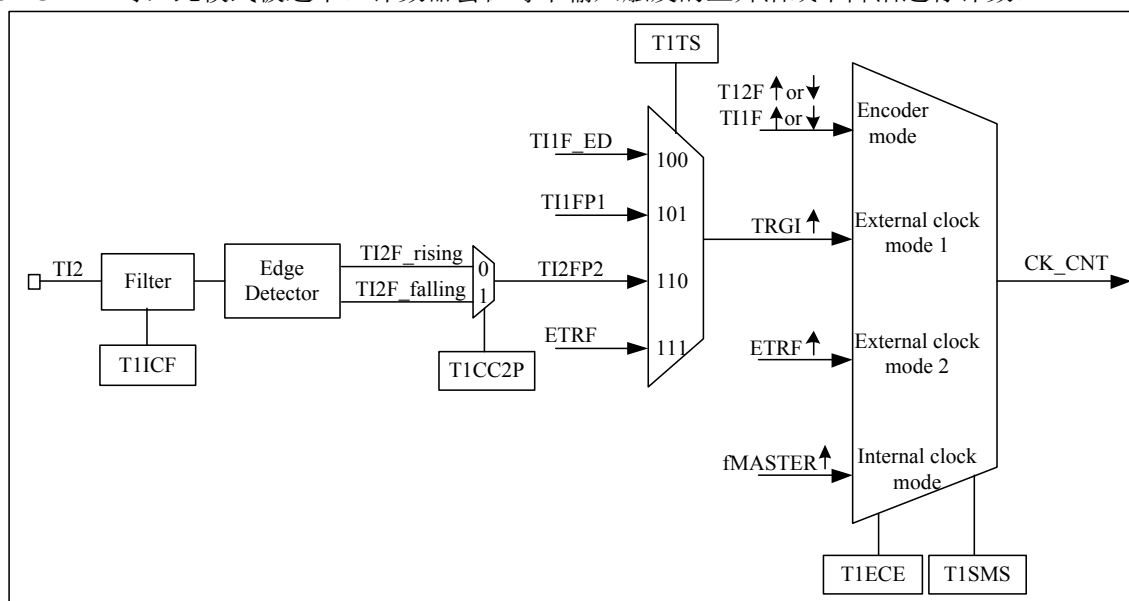 T1TS
T12F or
TI1F or
Encoder
mode
TI1F_ED
100
TI1FP1
101
TRGI
External clock
mode 1
TI2
Filter
Edge
Detector
TI2F_rising
0
TI2F_falling
1
TI2FP2
110
CK_CNT
ETRF
111
ETRF
External clock
mode 2
T1ICF
T1CC2P
fMASTER
Internal clock
mode
T1ECE
T1SMS